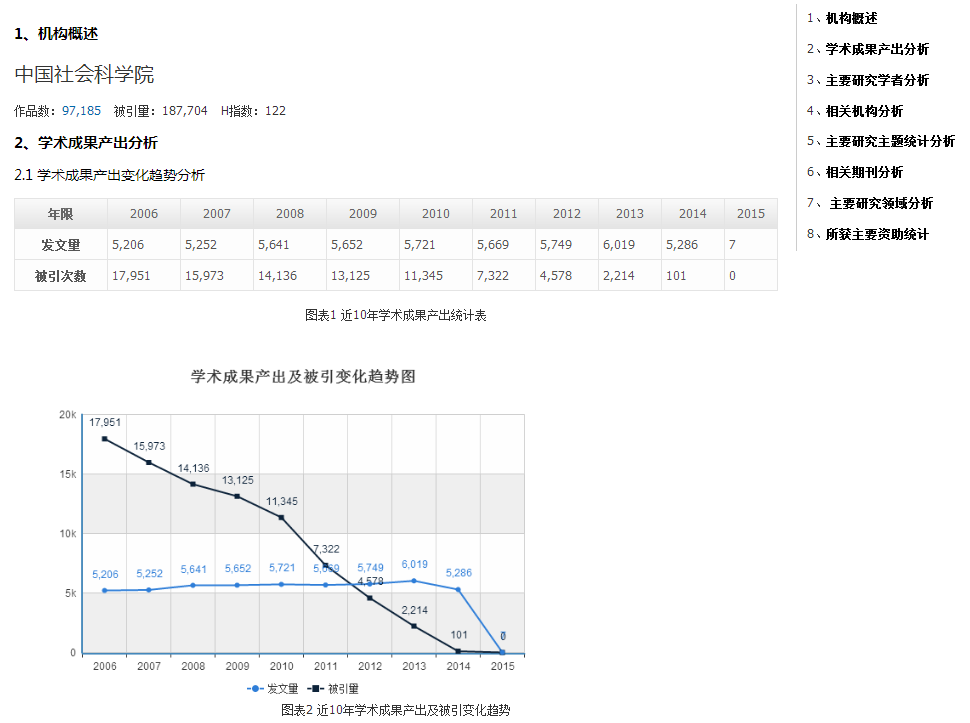 1、机构概述
中国社会科学院
作品数：97,185 被引量：187,704 H指数：122
2、学术成果产出分析
2.1 学术成果产出变化趋势分析
年限 2006 2007 2008 2009 2010 2011 2012 2013 2014 2015
发文量 5,206 5,252 5,641 5,652 5,721 5,669 5,749 6,019 5,286 7
被引次数 17,951 15,973 14,136 13,125 11,345 7,322 4,578 2,214 101 0
图表1 近10年学术成果产出统计表
学术成果产出及被引变化趋势图
20k
17,951
15,973
15k
14,136
13,125
11,345
10k
7,322
5,206 5,252 5,641 5,652 5,721 5,669 5,749 6,019 5,286
4,578
5k
2,214
101
0
7
0
2006 2007 2008 2009 2010 2011 2012 2013 2014 2015
发文量 被引量
图表2 近10年学术成果产出及被引变化趋势
1、机构概述
2、学术成果产出分析
3、主要研究学者分析
4、相关机构分析
5、主要研究主题统计分析
6、相关期刊分析
7、 主要研究领域分析
8、所获主要资助统计